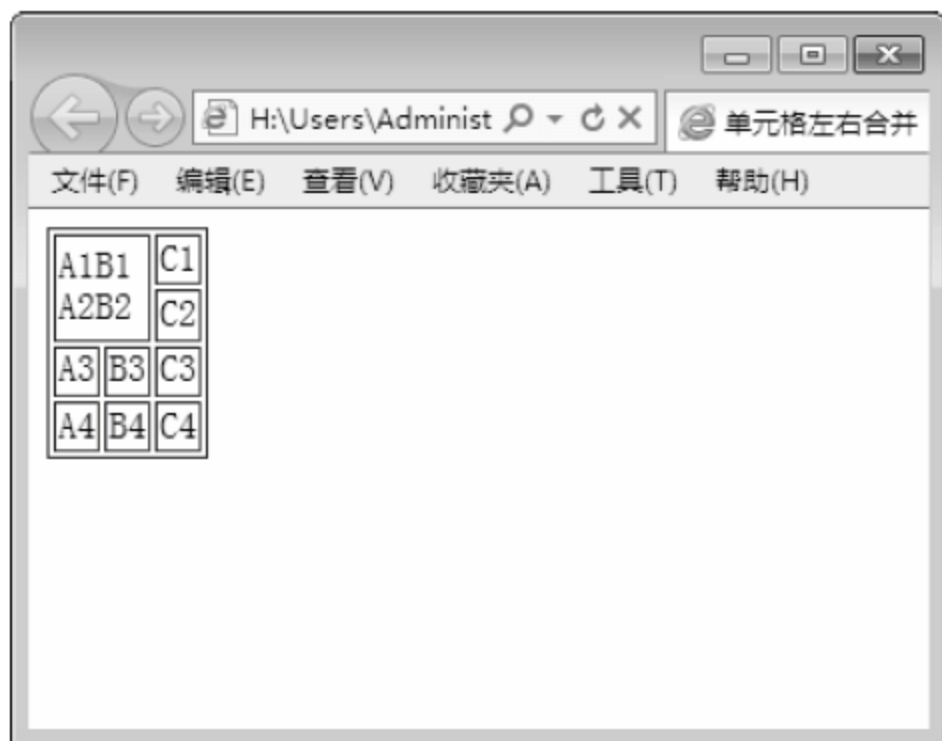 H:\Users\Administ
单元格左右合并
文件(F) 编辑(E) 查看(V) 收藏夹(A) 工具(T) 帮助(H)
A1B1 C1
A2B2 C2
A3 B3 C3
A4 B4 C4